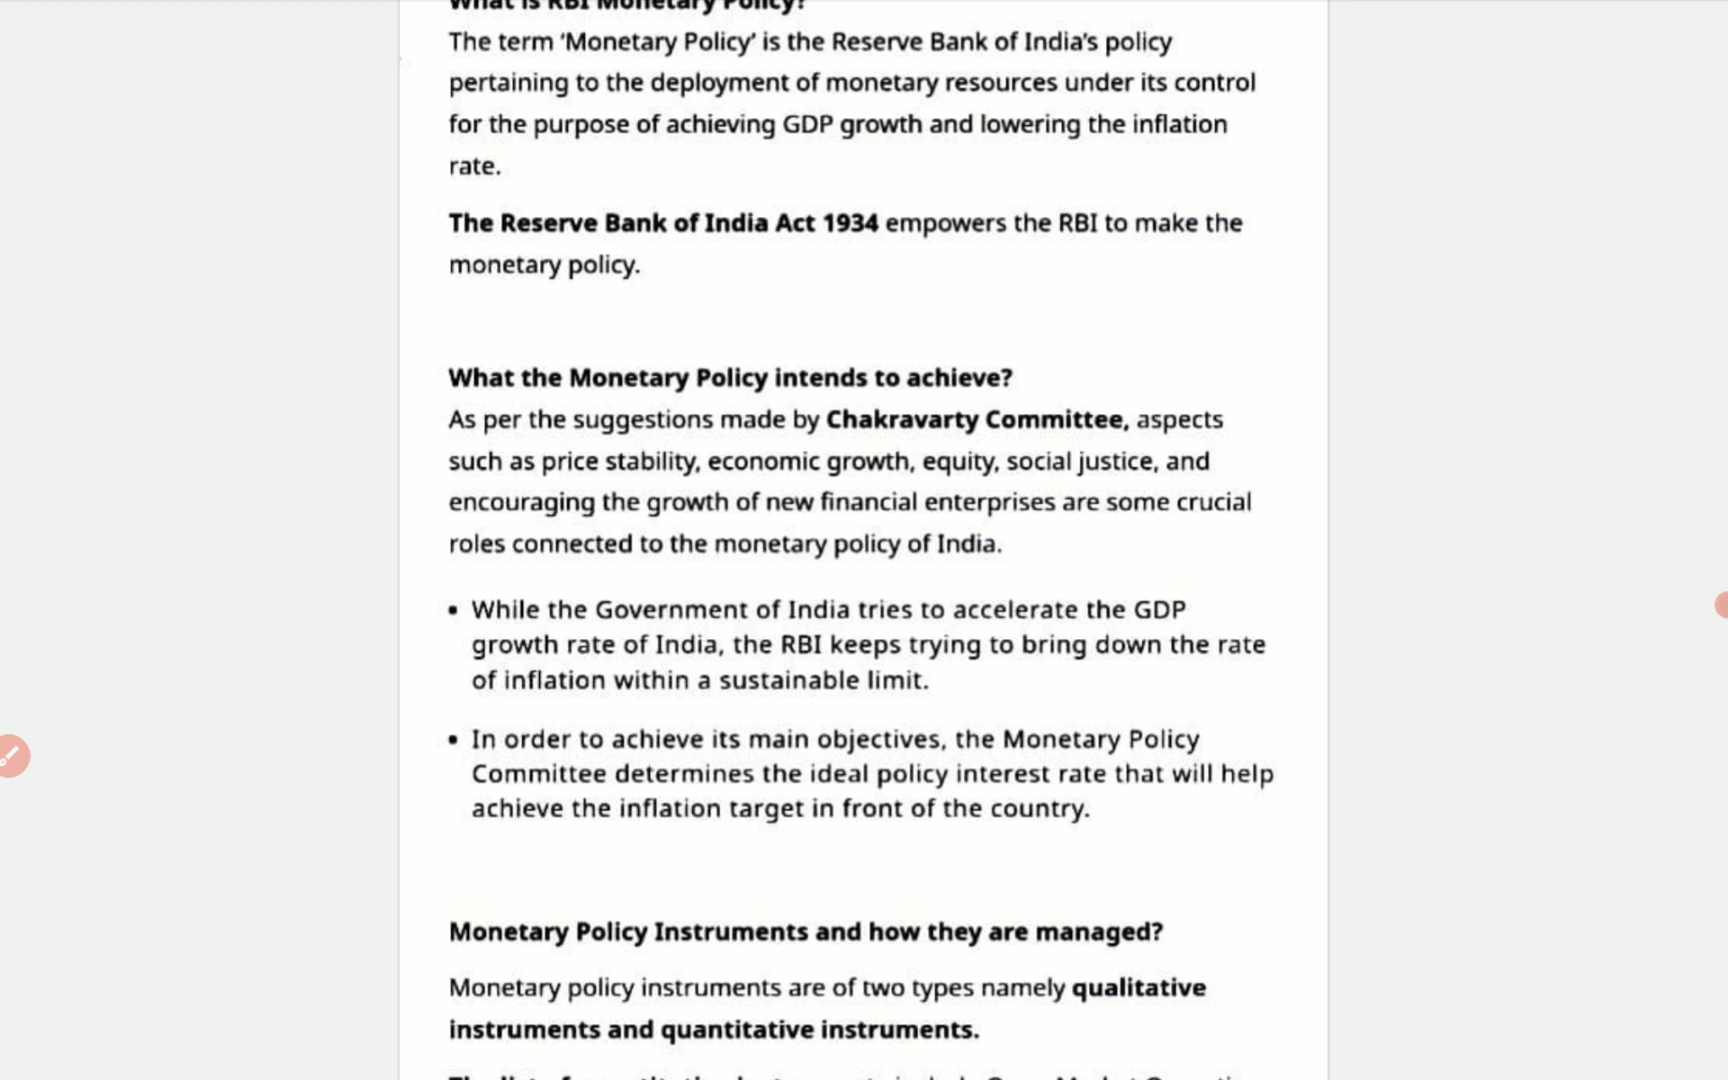 What is RBI Monetary Policy?
The term ‘Monetary Policy’ is the Reserve Bank of India’s policy
pertaining to the deployment of monetary resources under its control
for the purpose of achieving GDP growth and lowering the inflation
rate.
The Reserve Bank of India Act 1934 empowers the RBI to make the
monetary policy.
What the Monetary Policy intends to achieve?
As per the suggestions made by Chakravarty Committee, aspects
such as price stability, economic growth, equity, social justice, and
encouraging the growth of new financial enterprises are some crucial
roles connected to the monetary policy of India.
• While the Government of India tries to accelerate the GDP
growth rate of India, the RBI keeps trying to bring down the rate
of inflation within a sustainable limit.
• In order to achieve its main objectives, the Monetary Policy
Committee determines the ideal policy interest rate that will help
achieve the inflation target in front of the country.
Monetary Policy Instruments and how they are managed?
Monetary policy instruments are of two types namely qualitative
instruments and quantitative instruments.